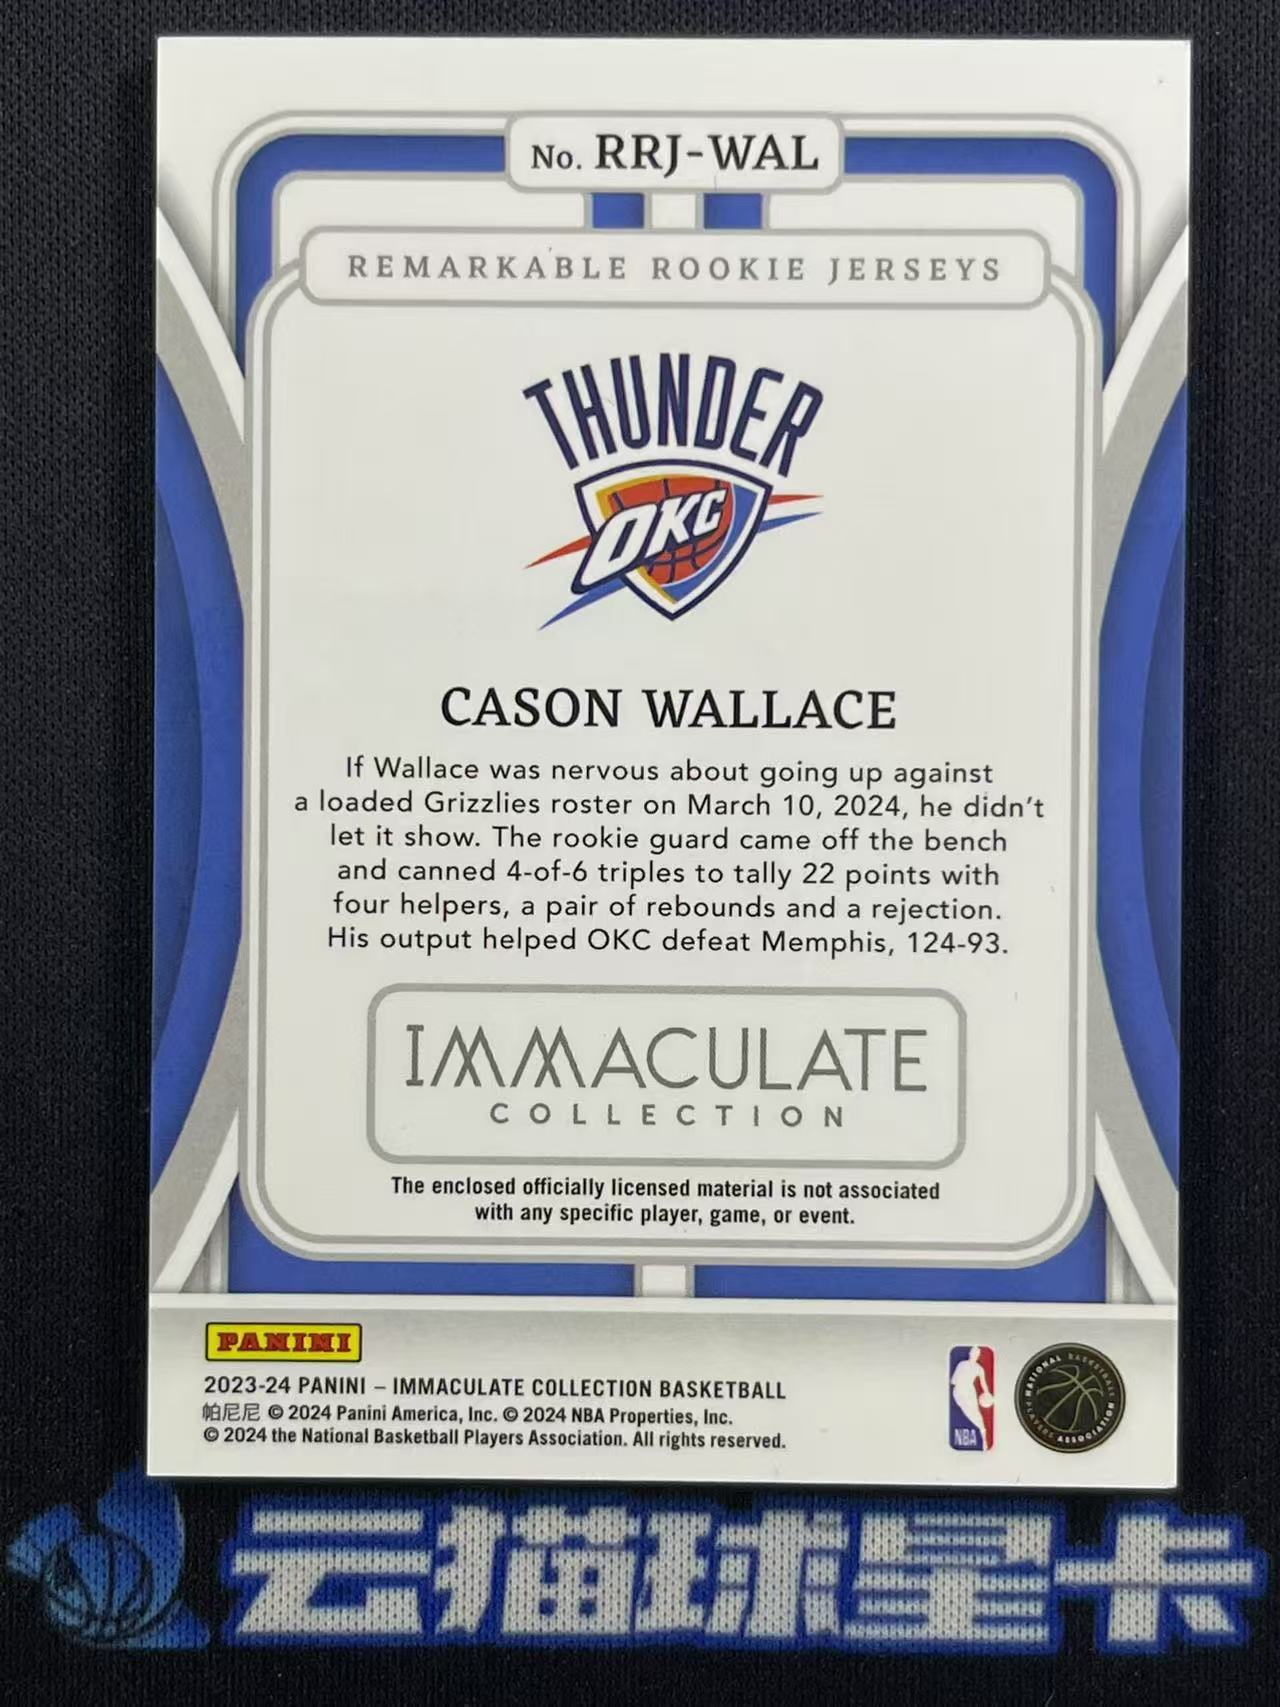 No. RRJ-WAL
REMARKABLE ROOKIE JERSEYS
THUNDER
OKC
CASON WALLACE
If Wallace was nervous about going up against
a loaded Grizzlies roster on March 10, 2024, he didn't
let it show. The rookie guard came off the bench
and canned 4-of-6 triples to tally 22 points with
four helpers, a pair of rebounds and a rejection.
His output helped OKC defeat Memphis, 124-93.
IMMACULATE
COLLECTION
The enclosed officially licensed material is not associated
with any specific player, game, or event.
PANINI
2023-24 PANINI – IMMACULATE COLLECTION BASKETBALL
帕尼尼 © 2024 Panini America, Inc. © 2024 NBA Properties, Inc.
© 2024 the National Basketball Players Association. All rights reserved.
NBA
NATIONAL BASKETBALL
PLAYERS ASSOCIATION
云猫球星卡